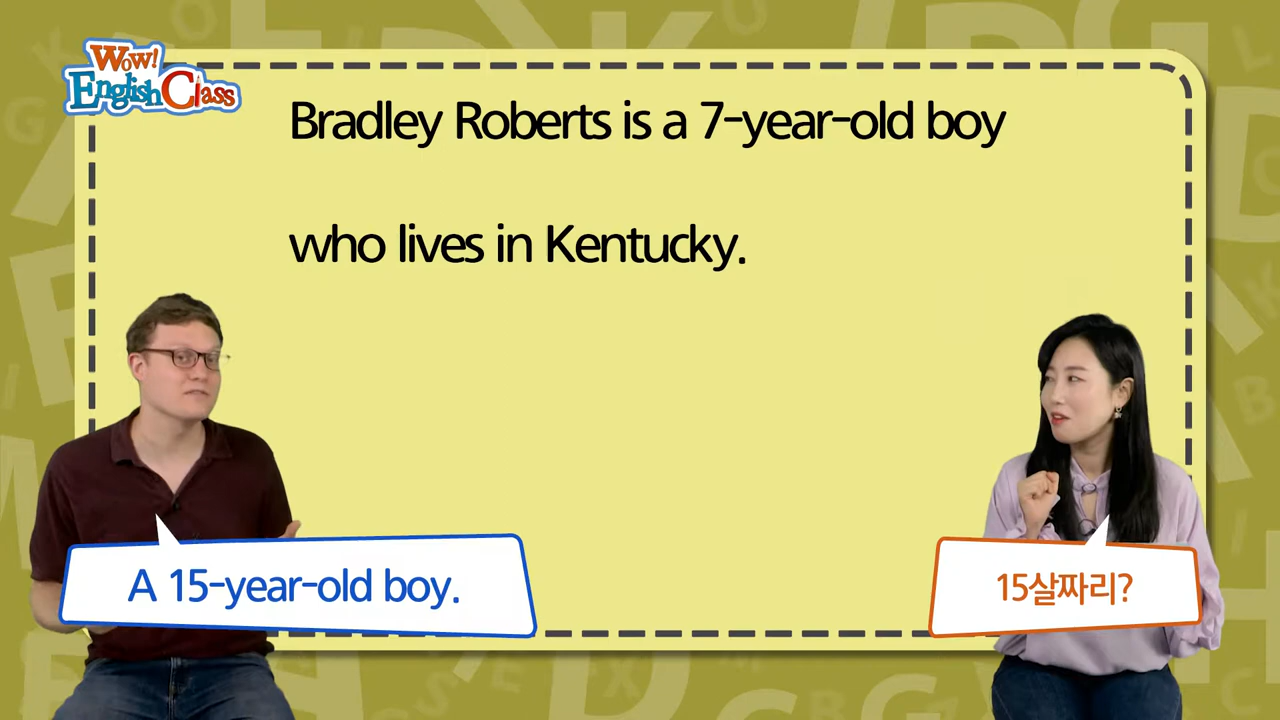 Wow!
English Class
Bradley Roberts is a 7-year-old boy
who lives in Kentucky.
A 15-year-old boy.
15살짜리?